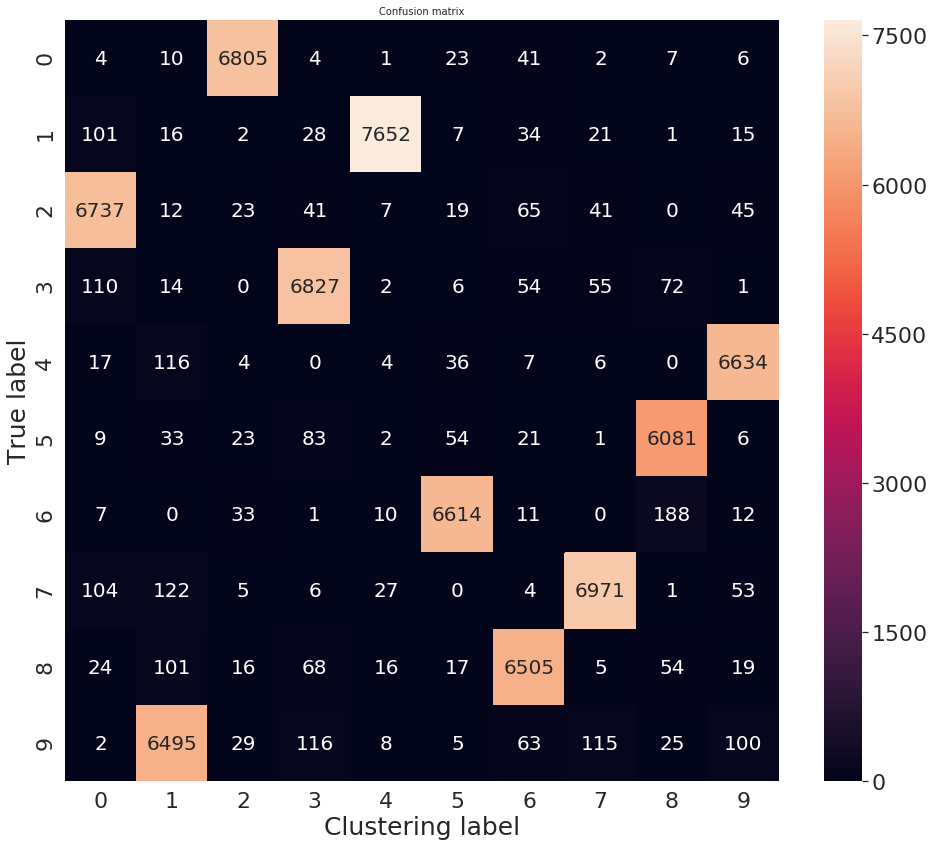 Confusion matrix
0 4 10 6805 4 1 23 41 2 7 6
1 101 16 2 28 7652 7 34 21 1 15
2 6737 12 23 41 7 19 65 41 0 45
3 110 14 0 6827 2 6 54 55 72 1
4 17 116 4 0 4 36 7 6 0 6634
5 9 33 23 83 2 54 21 1 6081 6
6 7 0 33 1 10 6614 11 0 188 12
7 104 122 5 6 27 0 4 6971 1 53
8 24 101 16 68 16 17 6505 5 54 19
9 2 6495 29 116 8 5 63 115 25 100
0 1 2 3 4 5 6 7 8 9
True label
Clustering label
7500
6000
4500
3000
1500
0